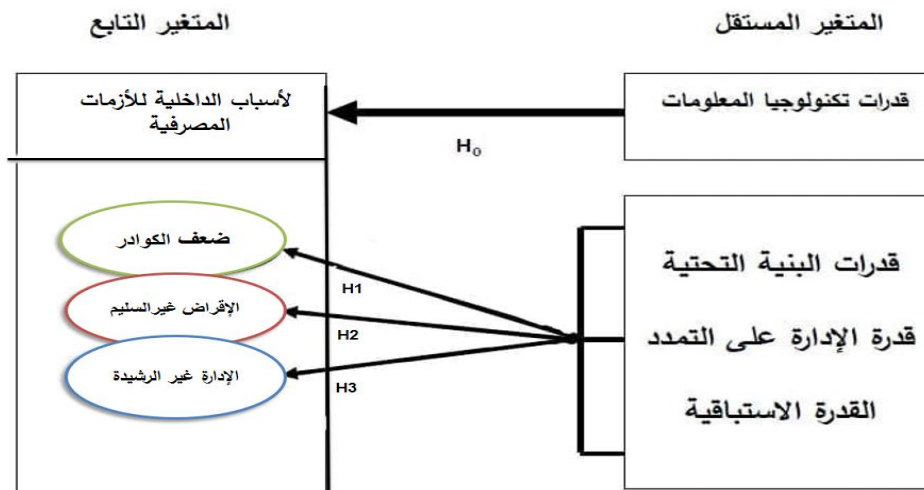 المتغير المستقل
المتغير التابع
قدرات تكنولوجيا المعلومات
لأسباب الداخلية للأزمات
المصرفية
H₀
قدرات البنية التحتية
قدرة الإدارة على التمدد
القدرة الاستباقية
ضعف الكوادر
H1
الإقراض غيرالسليم
H2
الإدارة غير الرشيدة
H3